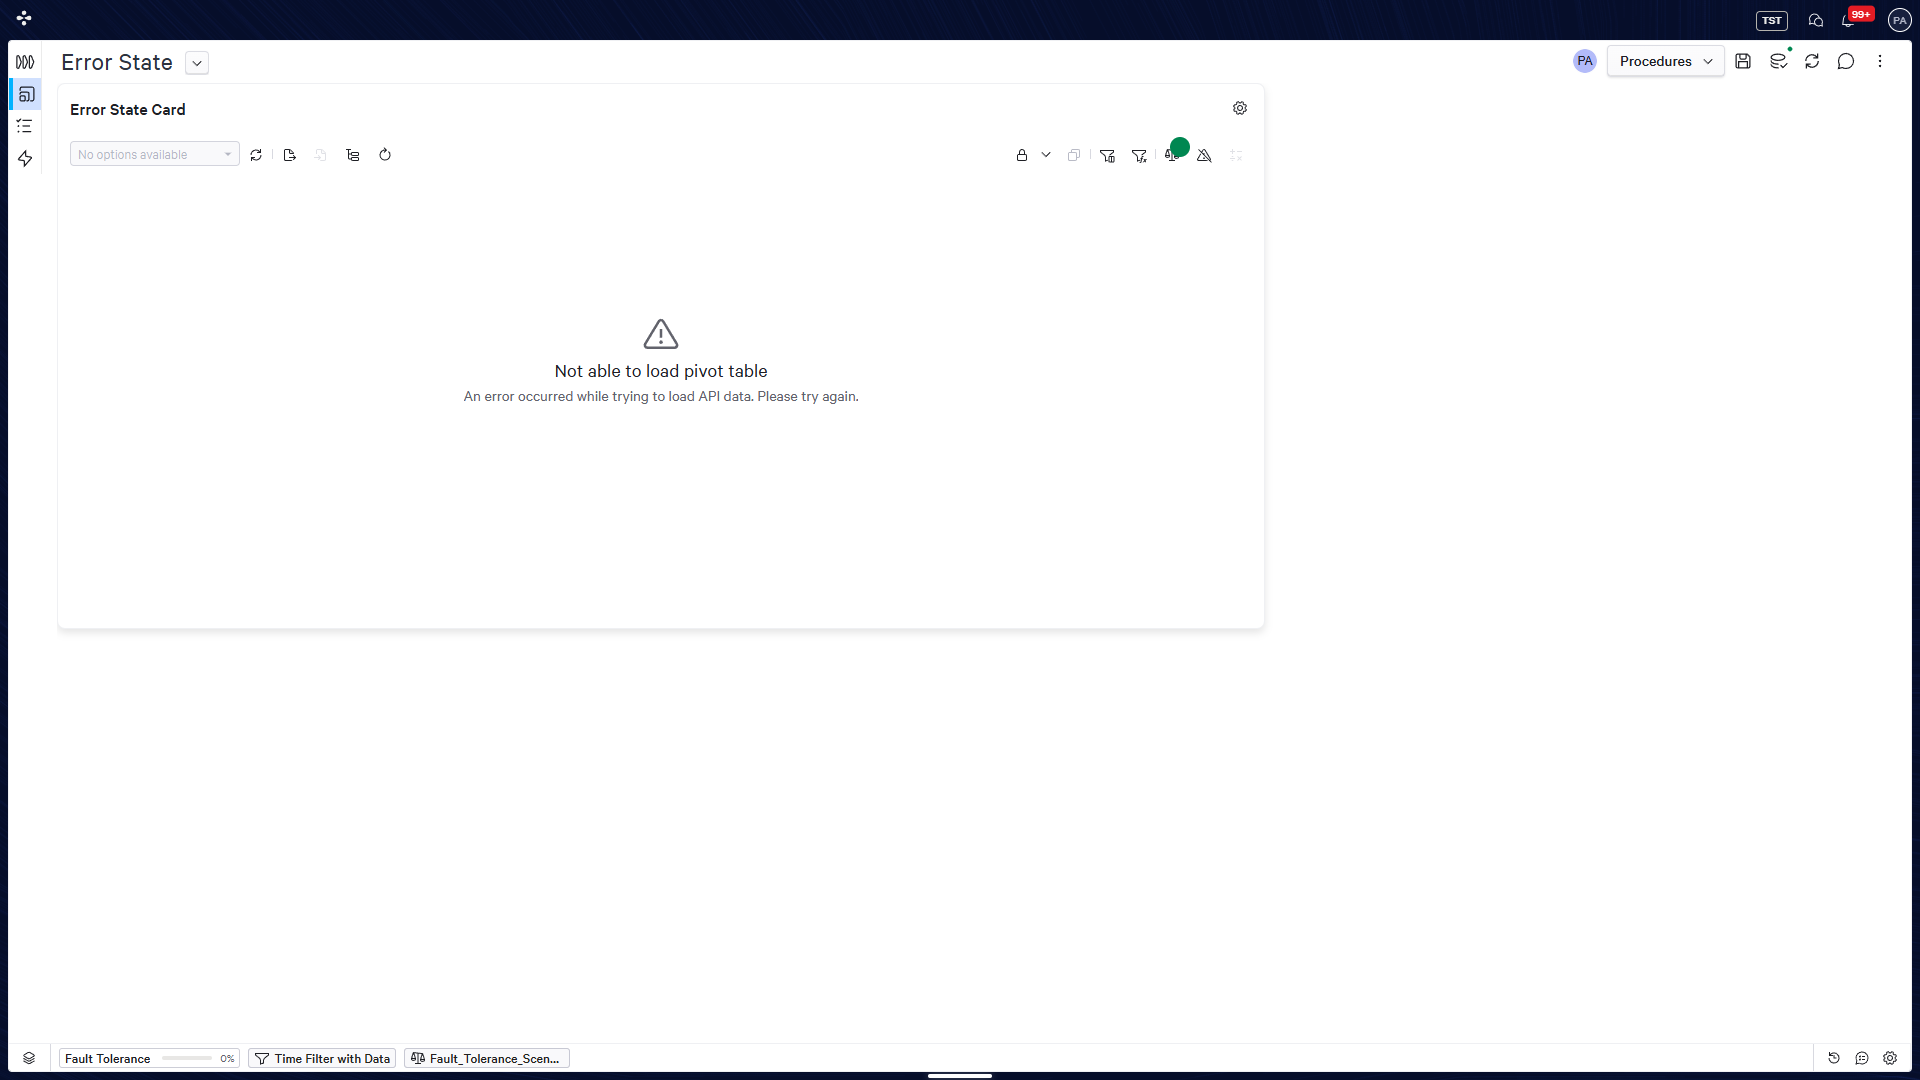 TST
99+
PA
Error State
PA
Procedures
Error State Card
No options available
Not able to load pivot table
An error occurred while trying to load API data. Please try again.
Fault Tolerance 0%
Time Filter with Data
Fault_Tolerance_Scen...